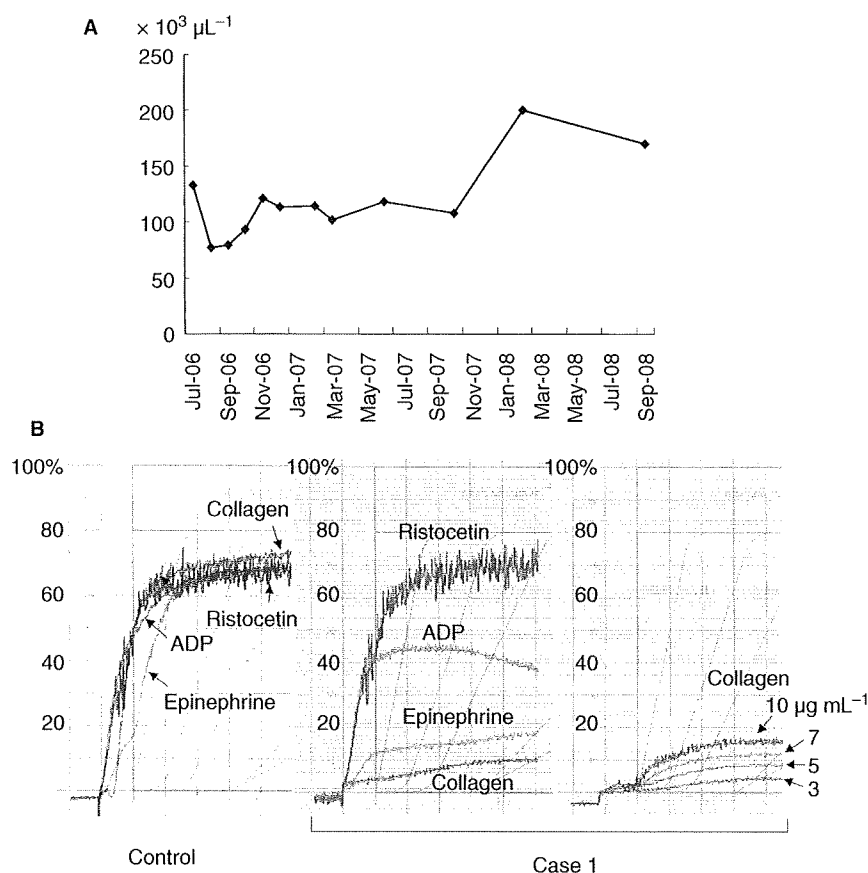 A × 10³ μL⁻¹
250
200
150
100
50
0
Jul-06
Sep-06
Nov-06
Jan-07
Mar-07
May-07
Jul-07
Sep-07
Nov-07
Jan-08
Mar-08
May-08
Jul-08
Sep-08
B
100%
80
60
40
20
Collagen
Ristocetin
ADP
Epinephrine
Control
100%
80
60
40
20
Ristocetin
ADP
Epinephrine
Collagen
100%
80
60
40
20
Collagen
10 μg mL⁻¹
7
5
3
Case 1